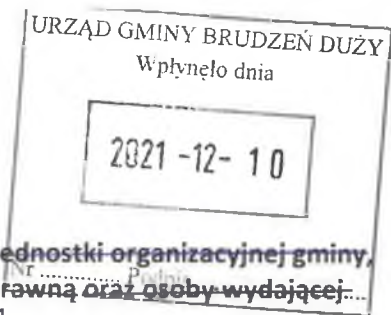 URZĄD GMINY BRUDZEŃ DUŻY
Wpłynęło dnia
2021 -12- 10
ednostki organizacyjnej gminy,
Nr ............ Podpis
rawną oraz osoby wydającej